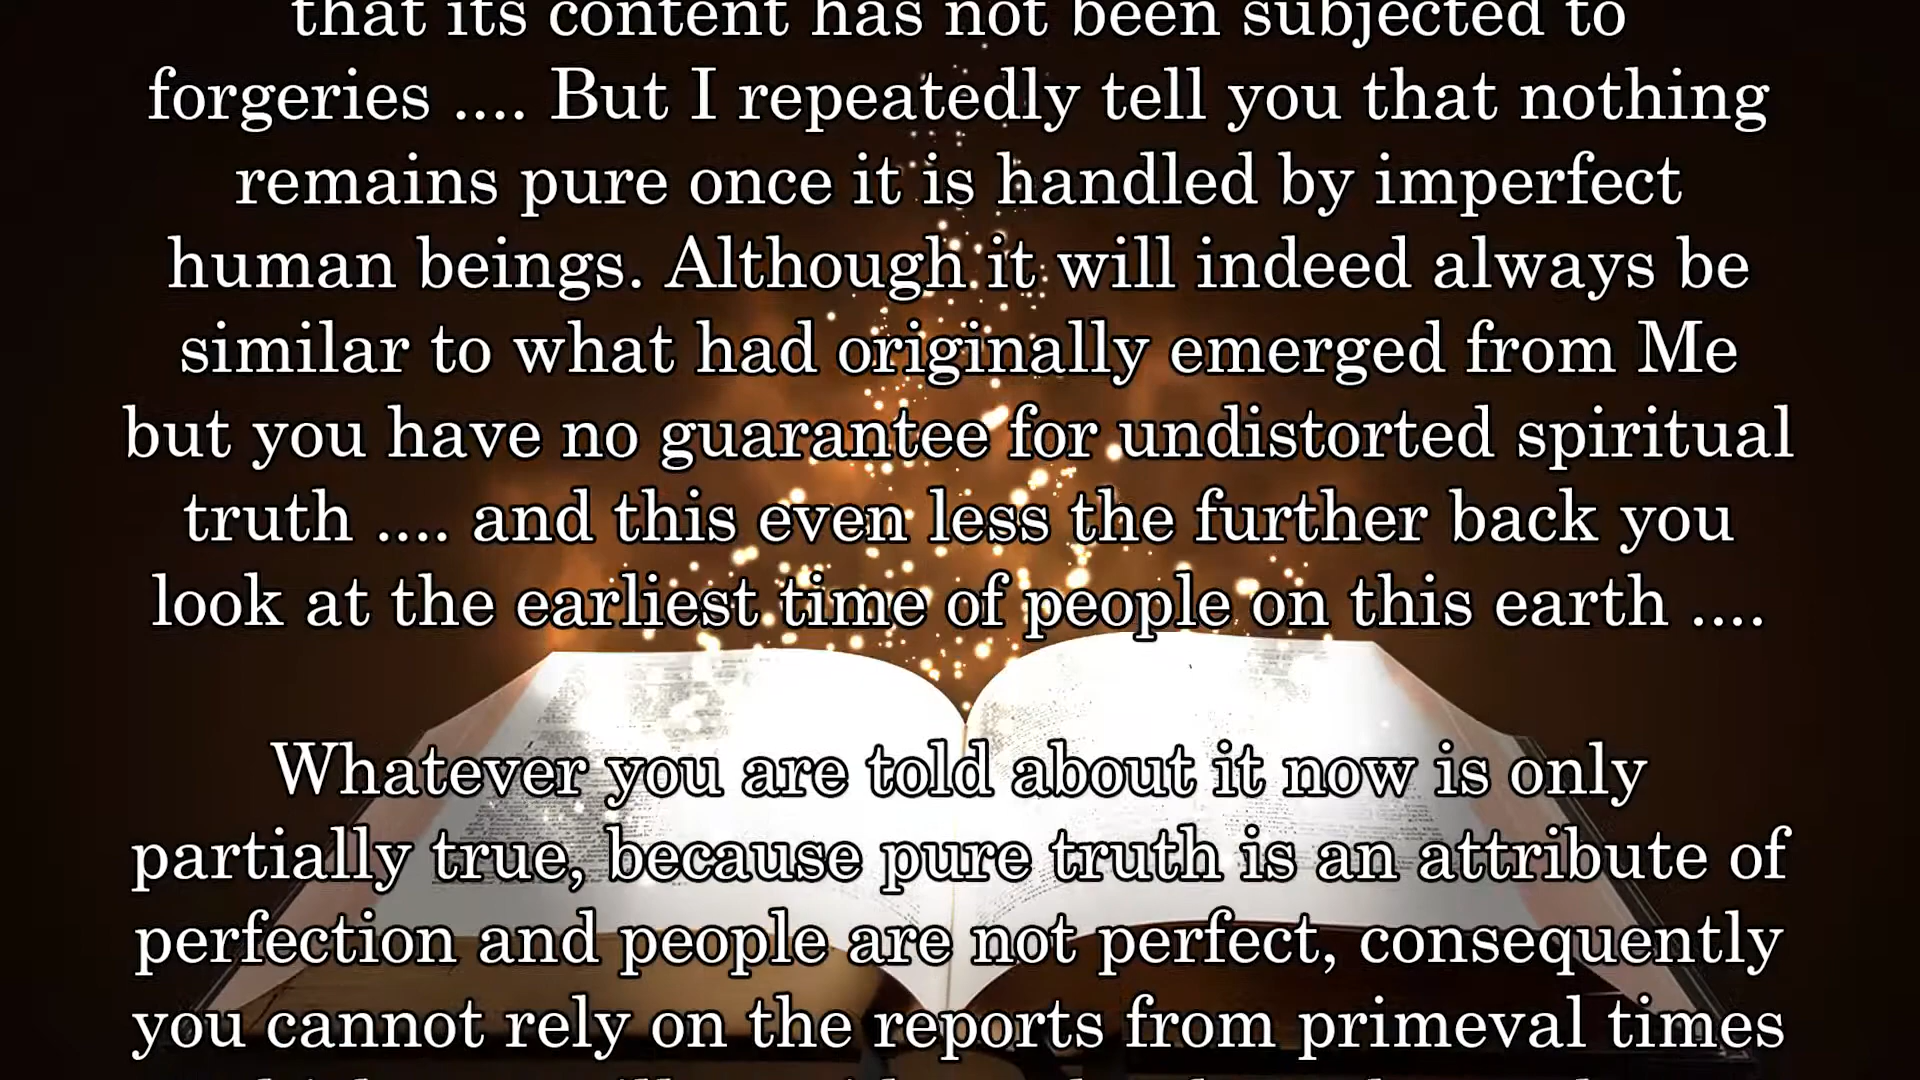 that its content has not been subjected to
forgeries .... But I repeatedly tell you that nothing
remains pure once it is handled by imperfect
human beings. Although it will indeed always be
similar to what had originally emerged from Me
but you have no guarantee for undistorted spiritual
truth .... and this even less the further back you
look at the earliest time of people on this earth ....
Whatever you are told about it now is only
partially true, because pure truth is an attribute of
perfection and people are not perfect, consequently
you cannot rely on the reports from primeval times